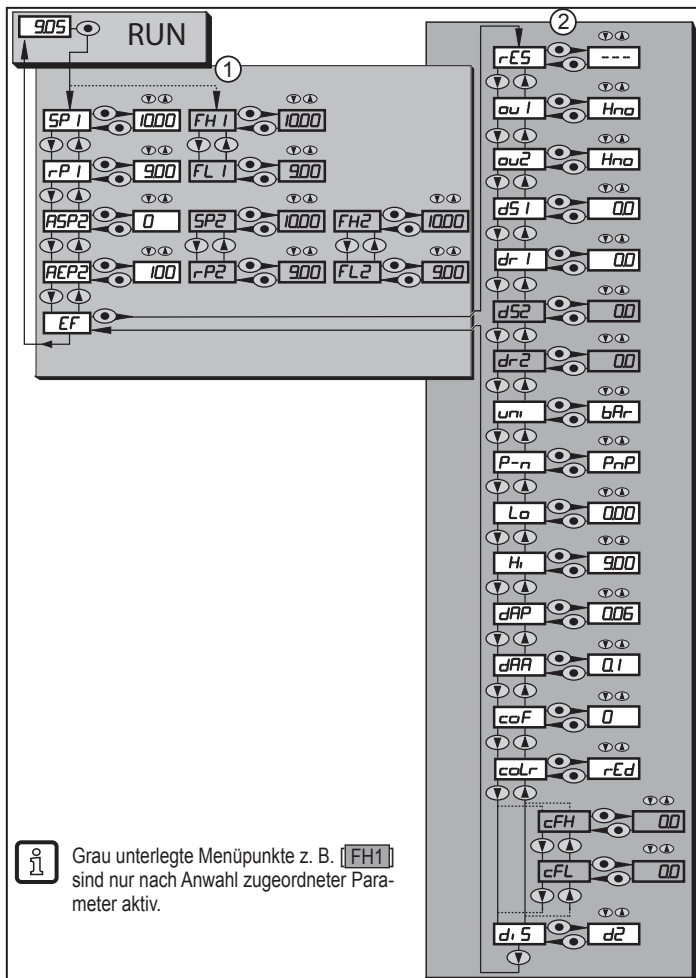 9.05 RUN
1
SP1 10.00 FH1 10.00
rP1 9.00 FL1 9.00
ASP2 0 SP2 10.00 FH2 10.00
AEP2 100 rP2 9.00 FL2 9.00
EF
2
rES ---
ou1 Hno
ou2 Hno
dS1 0.0
dr1 0.0
dS2 0.0
dr2 0.0
uni bAr
P-n PnP
Lo 0.00
Hi 9.00
dAP 0.06
dAA 0.1
coF 0
coLr rEd
cFH 0.0
cFL 0.0
diS d2
Grau unterlegte Menüpunkte z. B. [FH1]
sind nur nach Anwahl zugeordneter Para-
meter aktiv.